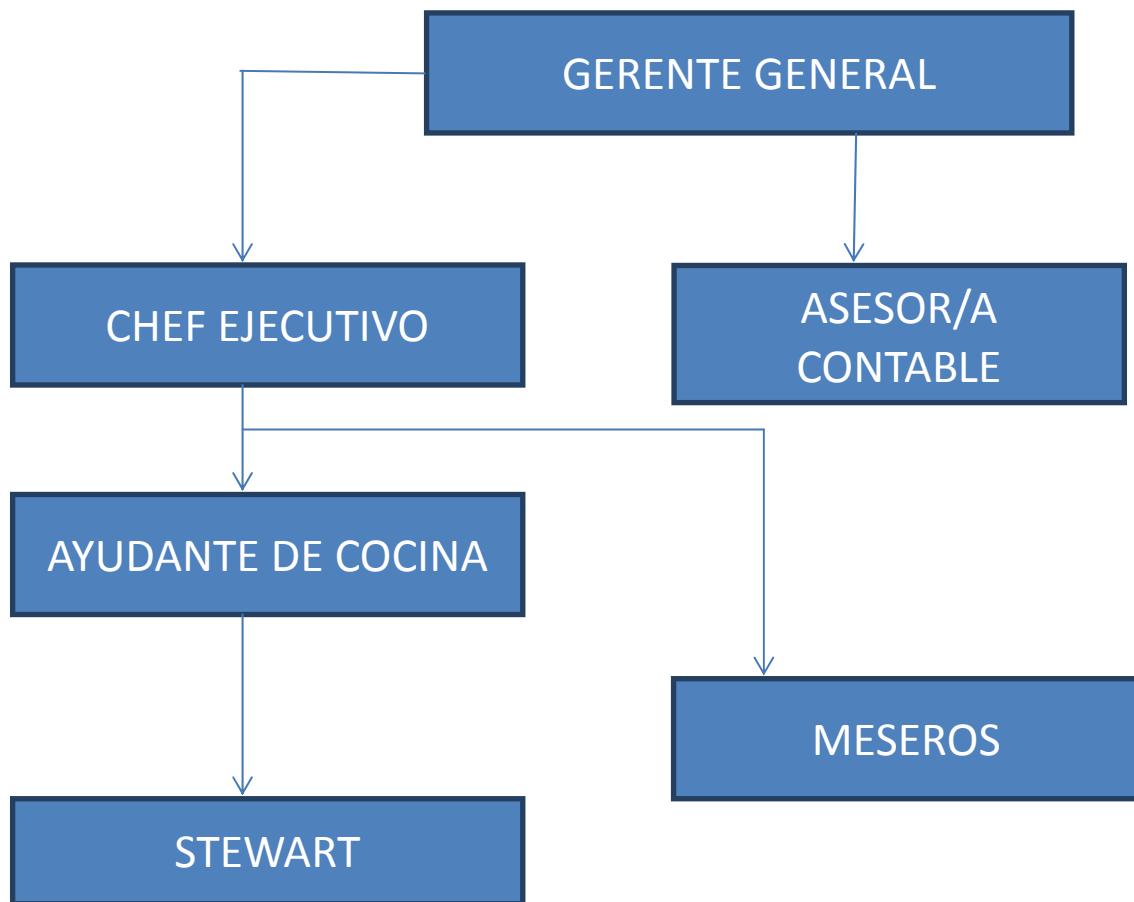 GERENTE GENERAL
CHEF EJECUTIVO
ASESOR/A
CONTABLE
AYUDANTE DE COCINA
MESEROS
STEWART